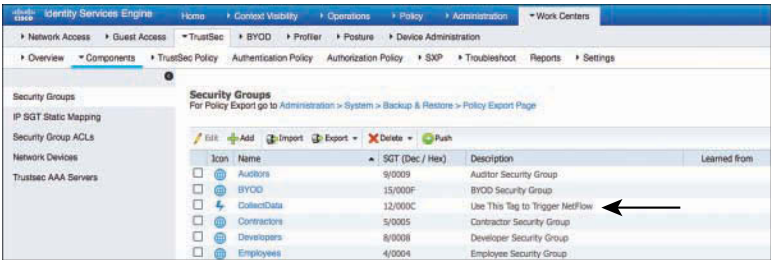 cisco Identity Services Engine Home Context Visibility Operations Policy Administration Work Centers
Network Access Guest Access TrustSec BYOD Profiler Posture Device Administration
Overview Components TrustSec Policy Authentication Policy Authorization Policy SXP Troubleshoot Reports Settings
Security Groups
IP SGT Static Mapping
Security Group ACLs
Network Devices
Trustsec AAA Servers
Security Groups
For Policy Export go to Administration > System > Backup & Restore > Policy Export Page
Edit Add Import Export Delete Push
Icon Name SGT (Dec / Hex) Description Learned from
Auditors 9/0009 Auditor Security Group
BYOD 15/000F BYOD Security Group
CollectData 12/000C Use This Tag to Trigger NetFlow
Contractors 5/0005 Contractor Security Group
Developers 8/0008 Developer Security Group
Employees 4/0004 Employee Security Group